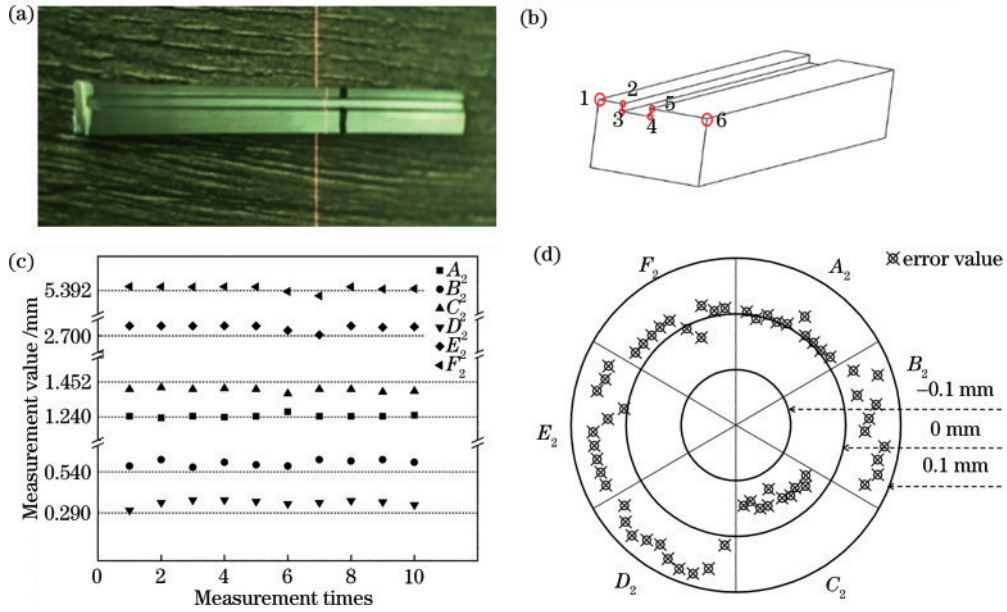 (a)
(b)
1
2
3
4
5
6
(c)
Measurement value /mm
5.392
2.700
1.452
1.240
0.540
0.290
0
2
4
6
8
10
Measurement times
A₂
B₂
C₂
D₂
E₂
F₂
(d)
error value
F₂
A₂
B₂
E₂
D₂
C₂
−0.1 mm
0 mm
0.1 mm